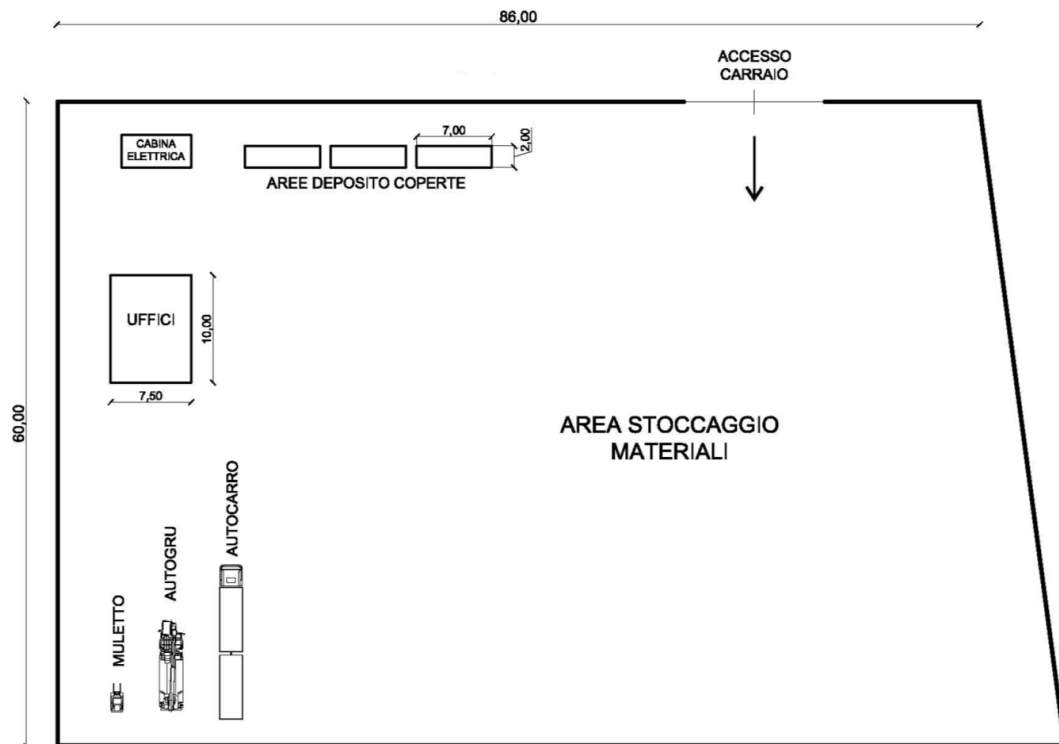 86,00
ACCESSO
CARRAIO
CABINA
ELETTRICA
7,00
2,00
AREE DEPOSITO COPERTE
UFFICI
10,00
7,50
60,00
AREA STOCCAGGIO
MATERIALI
AUTOCARRO
AUTOGRU
MULETTO